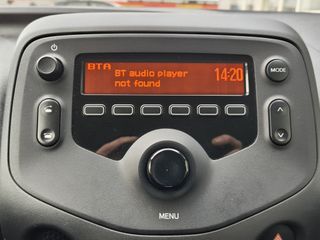 BTA
BT audio player
not found
14:20
MODE
MENU